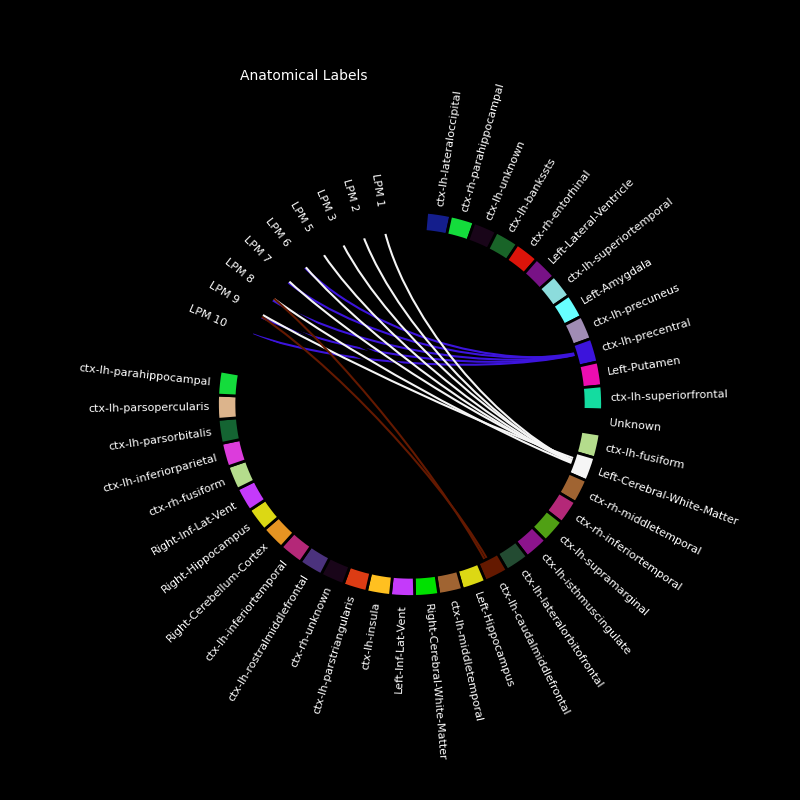 Anatomical Labels
ctx-lh-lateraloccipital
ctx-rh-parahippocampal
ctx-lh-unknown
ctx-lh-bankssts
ctx-rh-entorhinal
Left-Lateral-Ventricle
ctx-lh-superiortemporal
Left-Amygdala
ctx-lh-precuneus
ctx-lh-precentral
Left-Putamen
ctx-lh-superiorfrontal
Unknown
ctx-lh-fusiform
Left-Cerebral-White-Matter
ctx-rh-middletemporal
ctx-rh-inferiortemporal
ctx-lh-supramarginal
ctx-lh-isthmuscingulate
ctx-lh-lateralorbitofrontal
ctx-lh-caudalmiddlefrontal
Left-Hippocampus
ctx-lh-middletemporal
Right-Cerebral-White-Matter
Left-Inf-Lat-Vent
ctx-lh-insula
ctx-lh-parstriangularis
ctx-rh-unknown
ctx-lh-rostralmiddlefrontal
ctx-lh-inferiortemporal
Right-Cerebellum-Cortex
Right-Hippocampus
Right-Inf-Lat-Vent
ctx-rh-fusiform
ctx-lh-inferiorparietal
ctx-lh-parsorbitalis
ctx-lh-parsopercularis
ctx-lh-parahippocampal
LPM 10
LPM 9
LPM 8
LPM 7
LPM 6
LPM 5
LPM 3
LPM 2
LPM 1